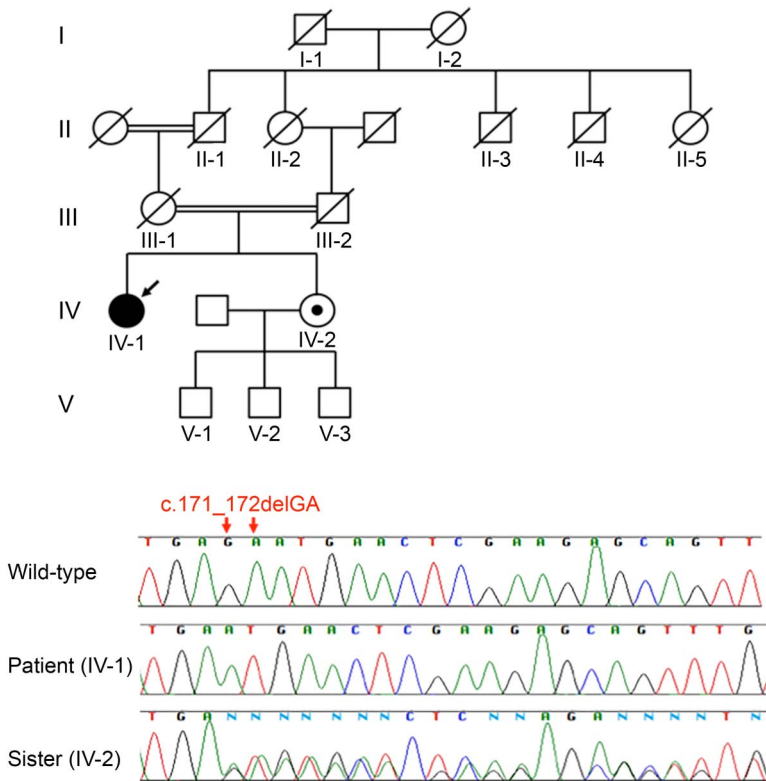 I
I-1 I-2
II
II-1 II-2 II-3 II-4 II-5
III
III-1 III-2
IV
IV-1 IV-2
V
V-1 V-2 V-3
c.171_172delGA
T G A G A A T G A A C T C G A A G A G C A G T T
Wild-type
T G A A T G A A C T C G A A G A G C A G T T T G
Patient (IV-1)
T G A N N N N N N N C T C N N A G A N N N N T N
Sister (IV-2)